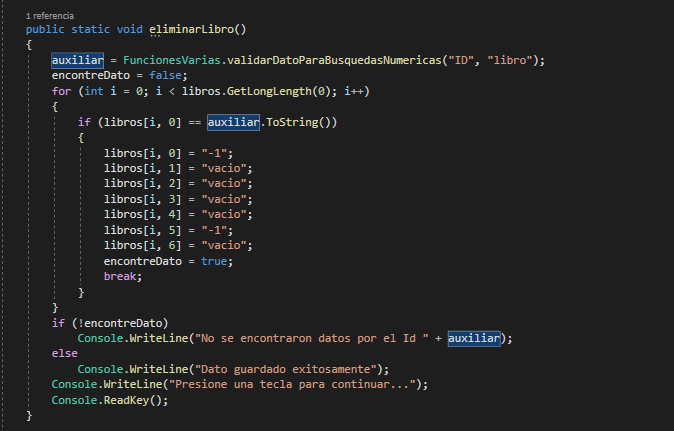 1 referencia
public static void eliminarLibro()
{
auxiliar = FuncionesVarias.validarDatoParaBusquedasNumericas("ID", "libro");
encontreDato = false;
for (int i = 0; i < libros.GetLongLength(0); i++)
{
if (libros[i, 0] == auxiliar.ToString())
{
libros[i, 0] = "-1";
libros[i, 1] = "vacio";
libros[i, 2] = "vacio";
libros[i, 3] = "vacio";
libros[i, 4] = "vacio";
libros[i, 5] = "-1";
libros[i, 6] = "vacio";
encontreDato = true;
break;
}
}
if (!encontreDato)
Console.WriteLine("No se encontraron datos por el Id " + auxiliar);
else
Console.WriteLine("Dato guardado exitosamente");
Console.WriteLine("Presione una tecla para continuar...");
Console.ReadKey();
}